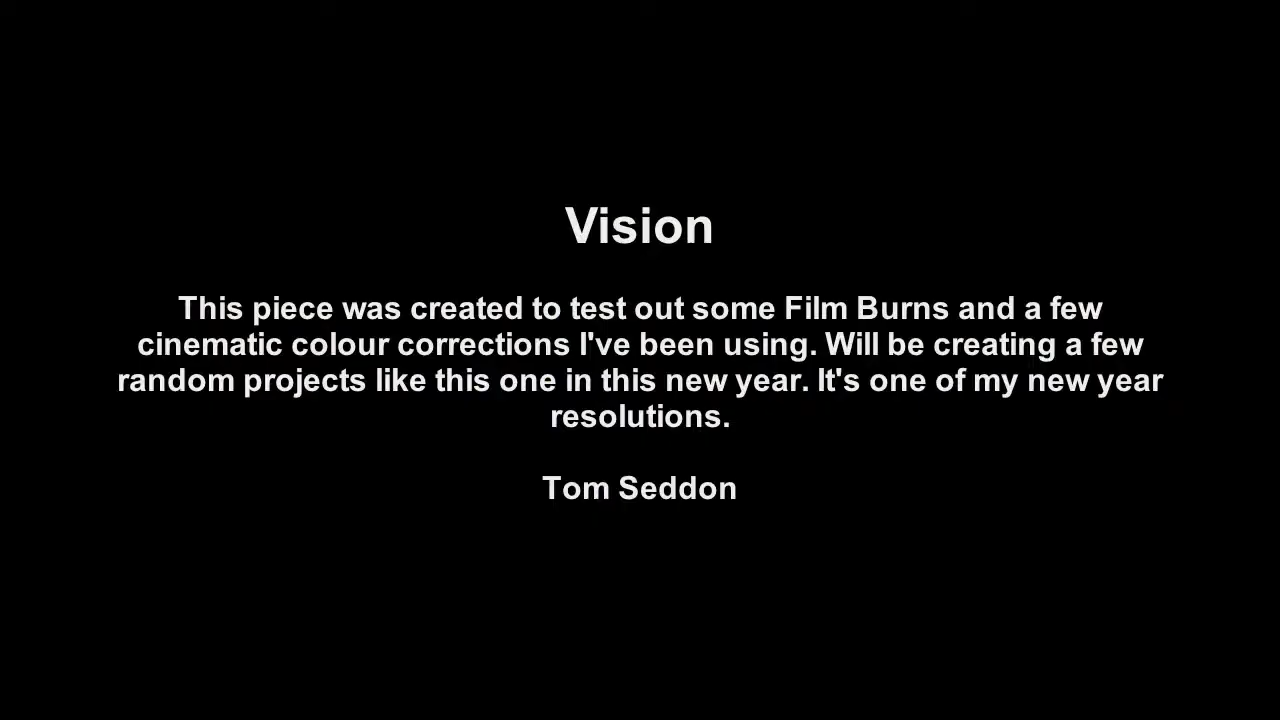 Vision
This piece was created to test out some Film Burns and a few
cinematic colour corrections I've been using. Will be creating a few
random projects like this one in this new year. It's one of my new year
resolutions.
Tom Seddon